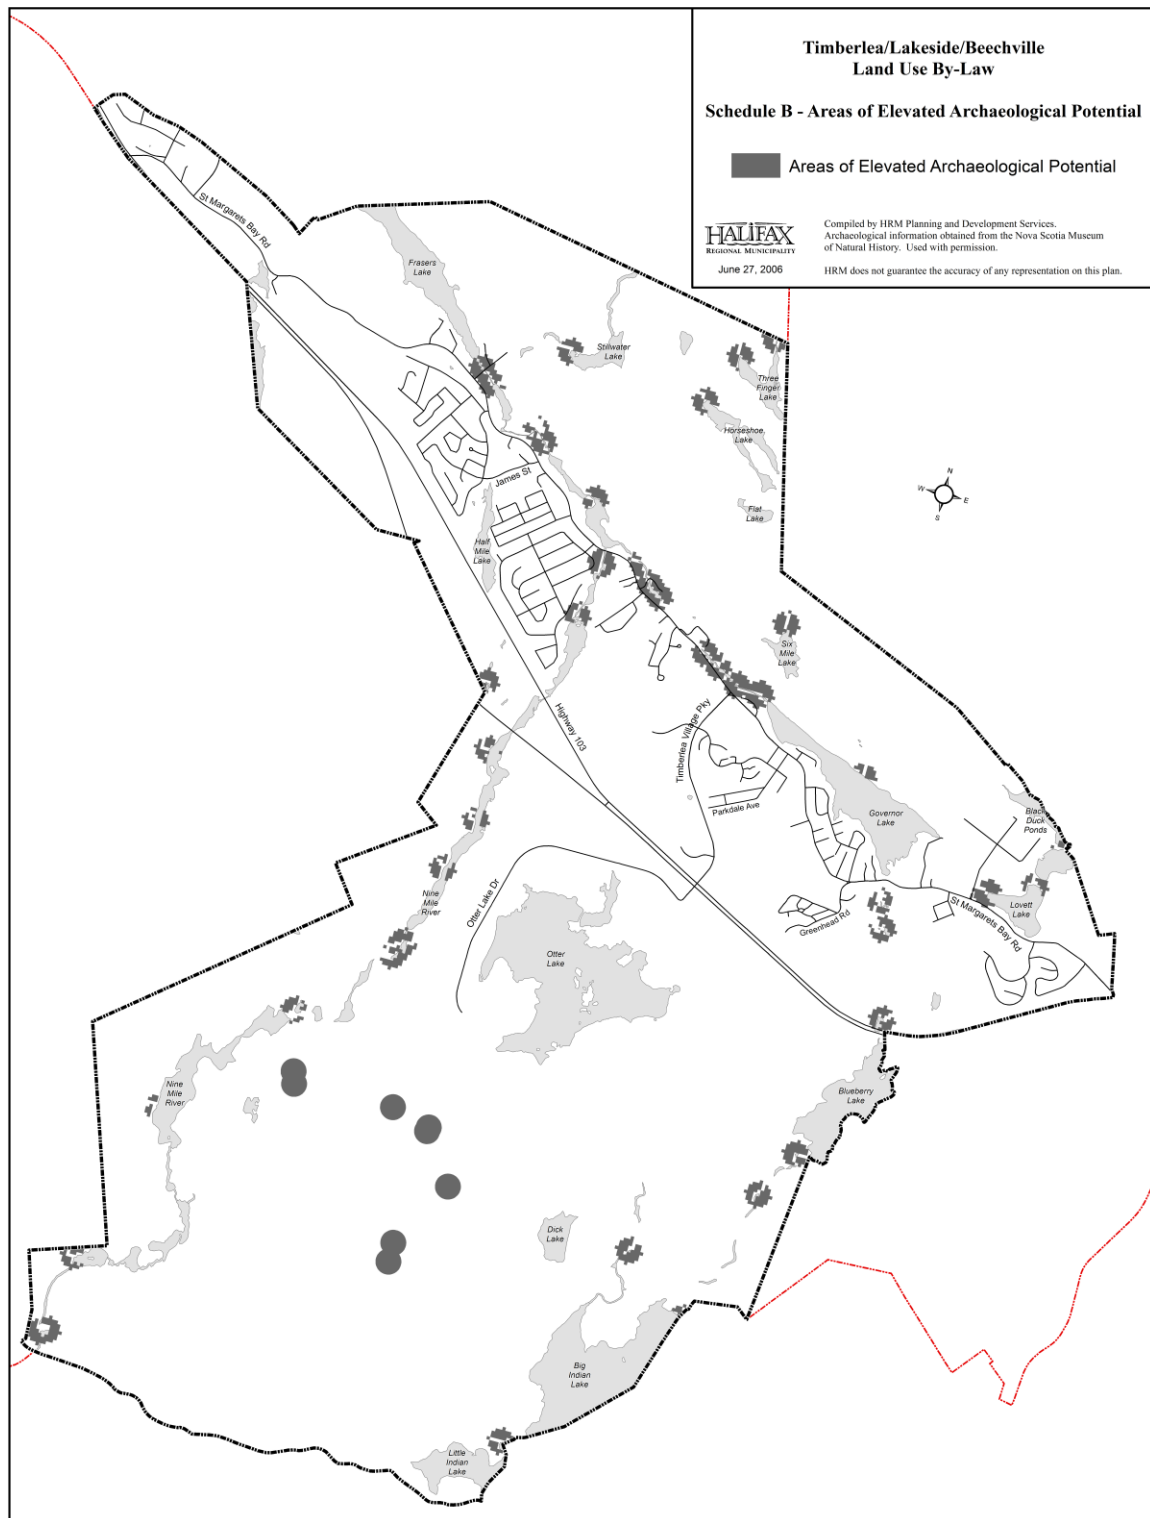 Timberlea/Lakeside/Beechville
Land Use By-Law
Schedule B - Areas of Elevated Archaeological Potential
Areas of Elevated Archaeological Potential
HALIFAX
REGIONAL MUNICIPALITY
June 27, 2006
Compiled by HRM Planning and Development Services.
Archaeological information obtained from the Nova Scotia Museum
of Natural History.  Used with permission.
HRM does not guarantee the accuracy of any representation on this plan.
St Margarets Bay Rd
Frasers
Lake
Stillwater
Lake
Three
Finger
Lake
Horseshoe
Lake
Flat
Lake
N
W
E
S
James St
Half
Mile
Lake
Six
Mile
Lake
Highway 103
Timberlea Village Pky
Parkdale Ave
Governor
Lake
Black
Duck
Ponds
Nine
Mile
River
Otter Lake Dr
Lovett
Lake
St Margarets Bay Rd
Greenhead Rd
Otter
Lake
Nine
Mile
River
Blueberry
Lake
Dick
Lake
Big
Indian
Lake
Little
Indian
Lake